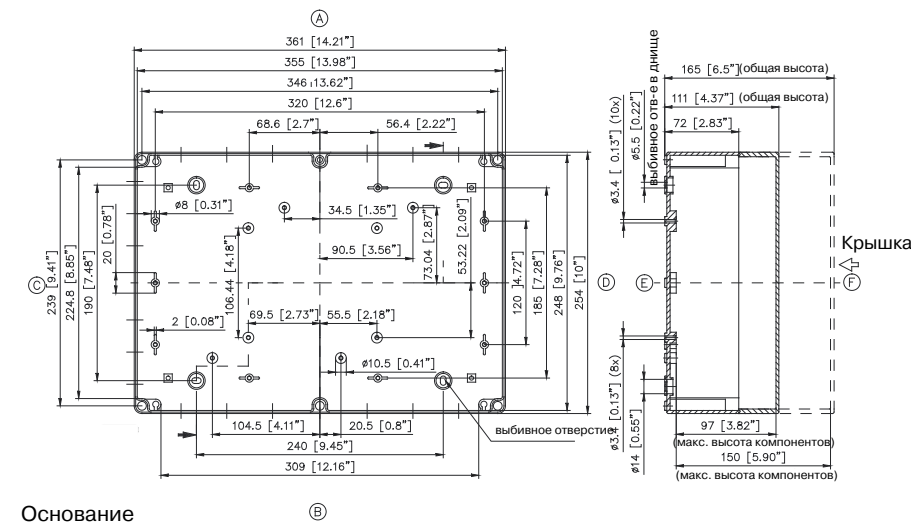 A
361 [14.21"]
355 [13.98"]
346 [13.62"]
320 [12.6"]
68.6 [2.7"]
56.4 [2.22"]
ø8 [0.31"]
34.5 [1.35"]
90.5 [3.56"]
73.04 [2.87"]
53.22 [2.09"]
20 [0.78"]
106.44 [4.18"]
239 [9.41"]
224.8 [8.85"]
190 [7.48"]
C
2 [0.08"]
69.5 [2.73"]
55.5 [2.18"]
ø10.5 [0.41"]
120 [4.72"]
185 [7.28"]
248 [9.76"]
254 [10"]
D
104.5 [4.11"]
20.5 [0.8"]
выбивное отверстие
240 [9.45"]
309 [12.16"]
Основание
B
ø3.4 [ 0.13"] (10x)
ø5.5 [0.22"]
выбивное отв-е в днище
165 [6.5"] (общая высота)
111 [4.37"] (общая высота)
72 [2.83"]
Крышка
E
F
ø3.4 [0.13"] (8x)
ø14 [0.55"]
97 [3.82"]
(макс. высота компонентов)
150 [5.90"]
(макс. высота компонентов)